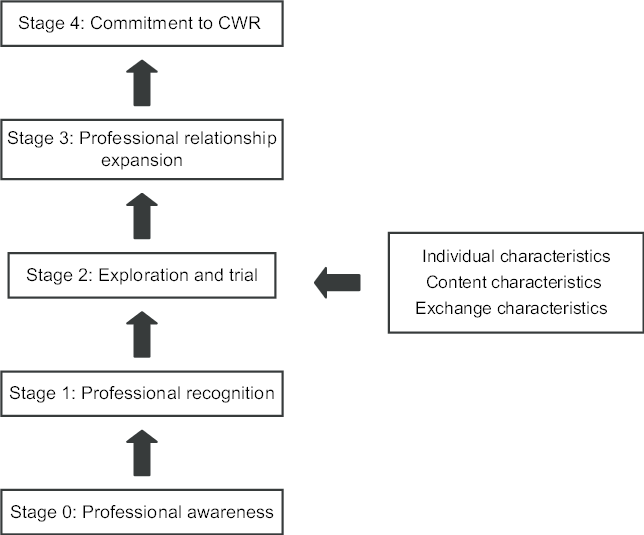 Stage 4: Commitment to CWR
Stage 3: Professional relationship
expansion
Stage 2: Exploration and trial
Individual characteristics
Content characteristics
Exchange characteristics
Stage 1: Professional recognition
Stage 0: Professional awareness